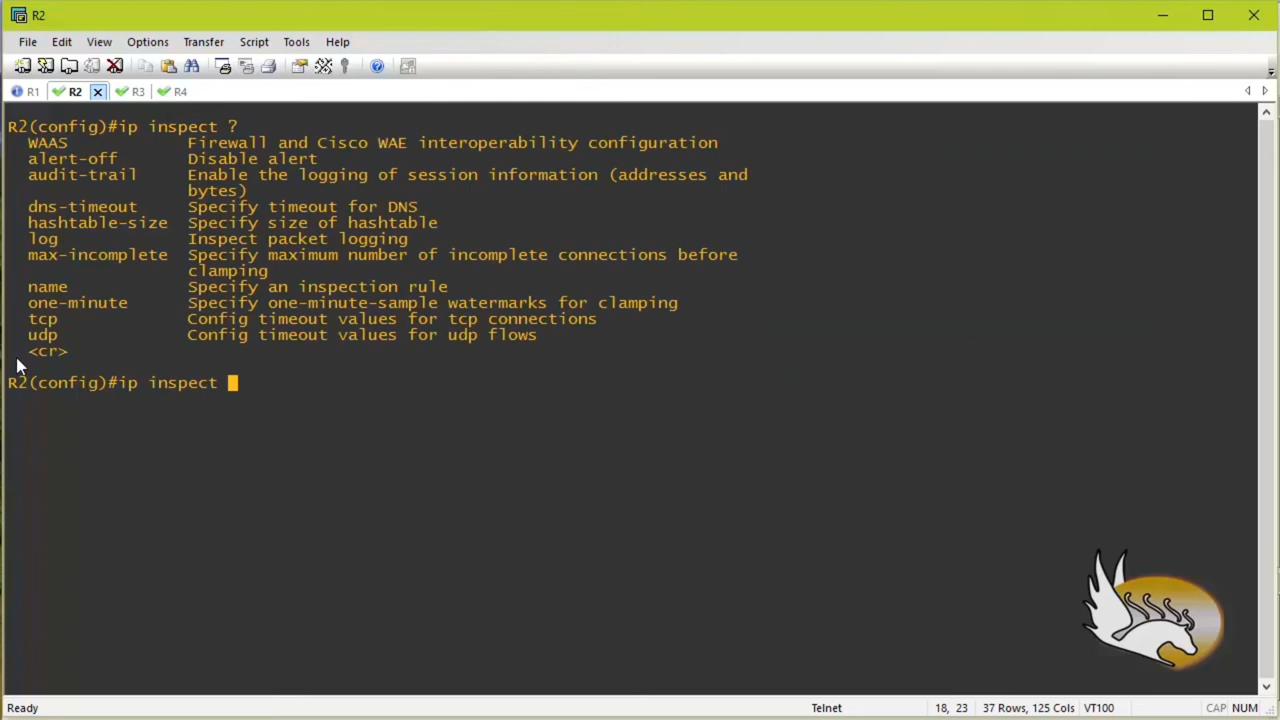 R2
File Edit View Options Transfer Script Tools Help
R1 R2 R3 R4
R2(config)#ip inspect ?
WAAS Firewall and Cisco WAE interoperability configuration
alert-off Disable alert
audit-trail Enable the logging of session information (addresses and
bytes)
dns-timeout Specify timeout for DNS
hashtable-size Specify size of hashtable
log Inspect packet logging
max-incomplete Specify maximum number of incomplete connections before
clamping
name Specify an inspection rule
one-minute Specify one-minute-sample watermarks for clamping
tcp Config timeout values for tcp connections
udp Config timeout values for udp flows
<cr>
R2(config)#ip inspect
Ready Telnet 18, 23 37 Rows, 125 Cols VT100 CAP NUM